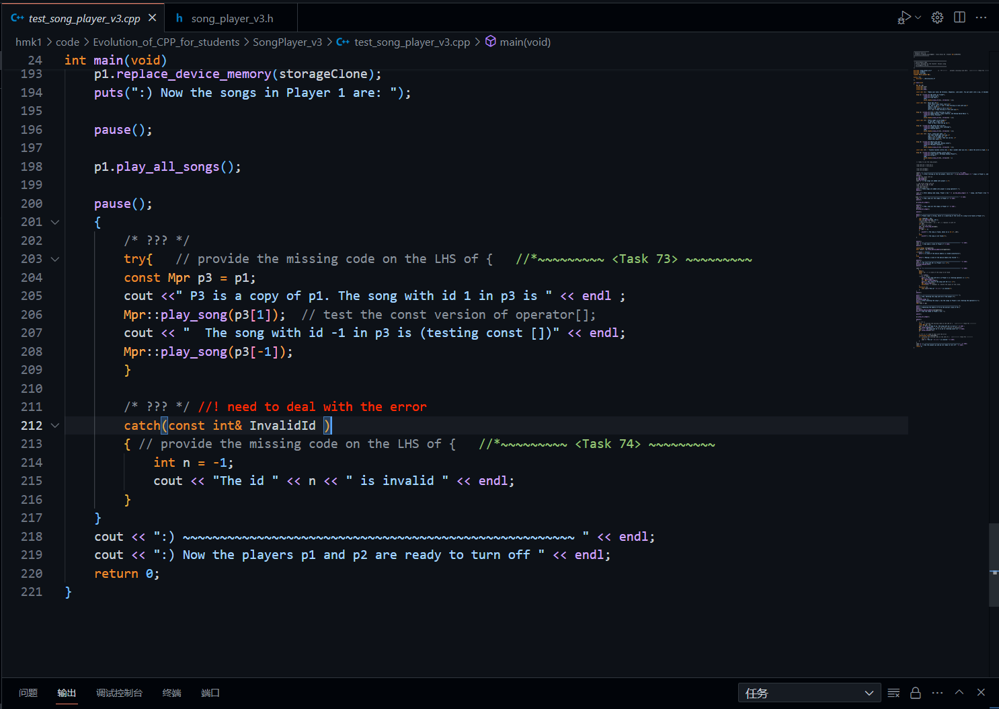 C++ test_song_player_v3.cpp
h song_player_v3.h
hmk1 > code > Evolution_of_CPP_for_students > SongPlayer_v3 > C++ test_song_player_v3.cpp > main(void)
24 int main(void)
193 p1.replace_device_memory(storageClone);
194 puts(":) Now the songs in Player 1 are: ");
195
196 pause();
197
198 p1.play_all_songs();
199
200 pause();
201 {
202 /* ??? */
203 try{ // provide the missing code on the LHS of { //*~~~~~~~~~ <Task 73> ~~~~~~~~~
204 const Mpr p3 = p1;
205 cout <<" P3 is a copy of p1. The song with id 1 in p3 is " << endl ;
206 Mpr::play_song(p3[1]); // test the const version of operator[];
207 cout << "  The song with id -1 in p3 is (testing const [])" << endl;
208 Mpr::play_song(p3[-1]);
209 }
210
211 /* ??? */ //! need to deal with the error
212 catch(const int& InvalidId )
213 { // provide the missing code on the LHS of { //*~~~~~~~~~ <Task 74> ~~~~~~~~~
214 int n = -1;
215 cout << "The id " << n << " is invalid " << endl;
216 }
217 }
218 cout << ":) ~~~~~~~~~~~~~~~~~~~~~~~~~~~~~~~~~~~~~~~~~~~~~~~~~~~~~ " << endl;
219 cout << ":) Now the players p1 and p2 are ready to turn off " << endl;
220 return 0;
221 }
问题 输出 调试控制台 终端 端口 任务